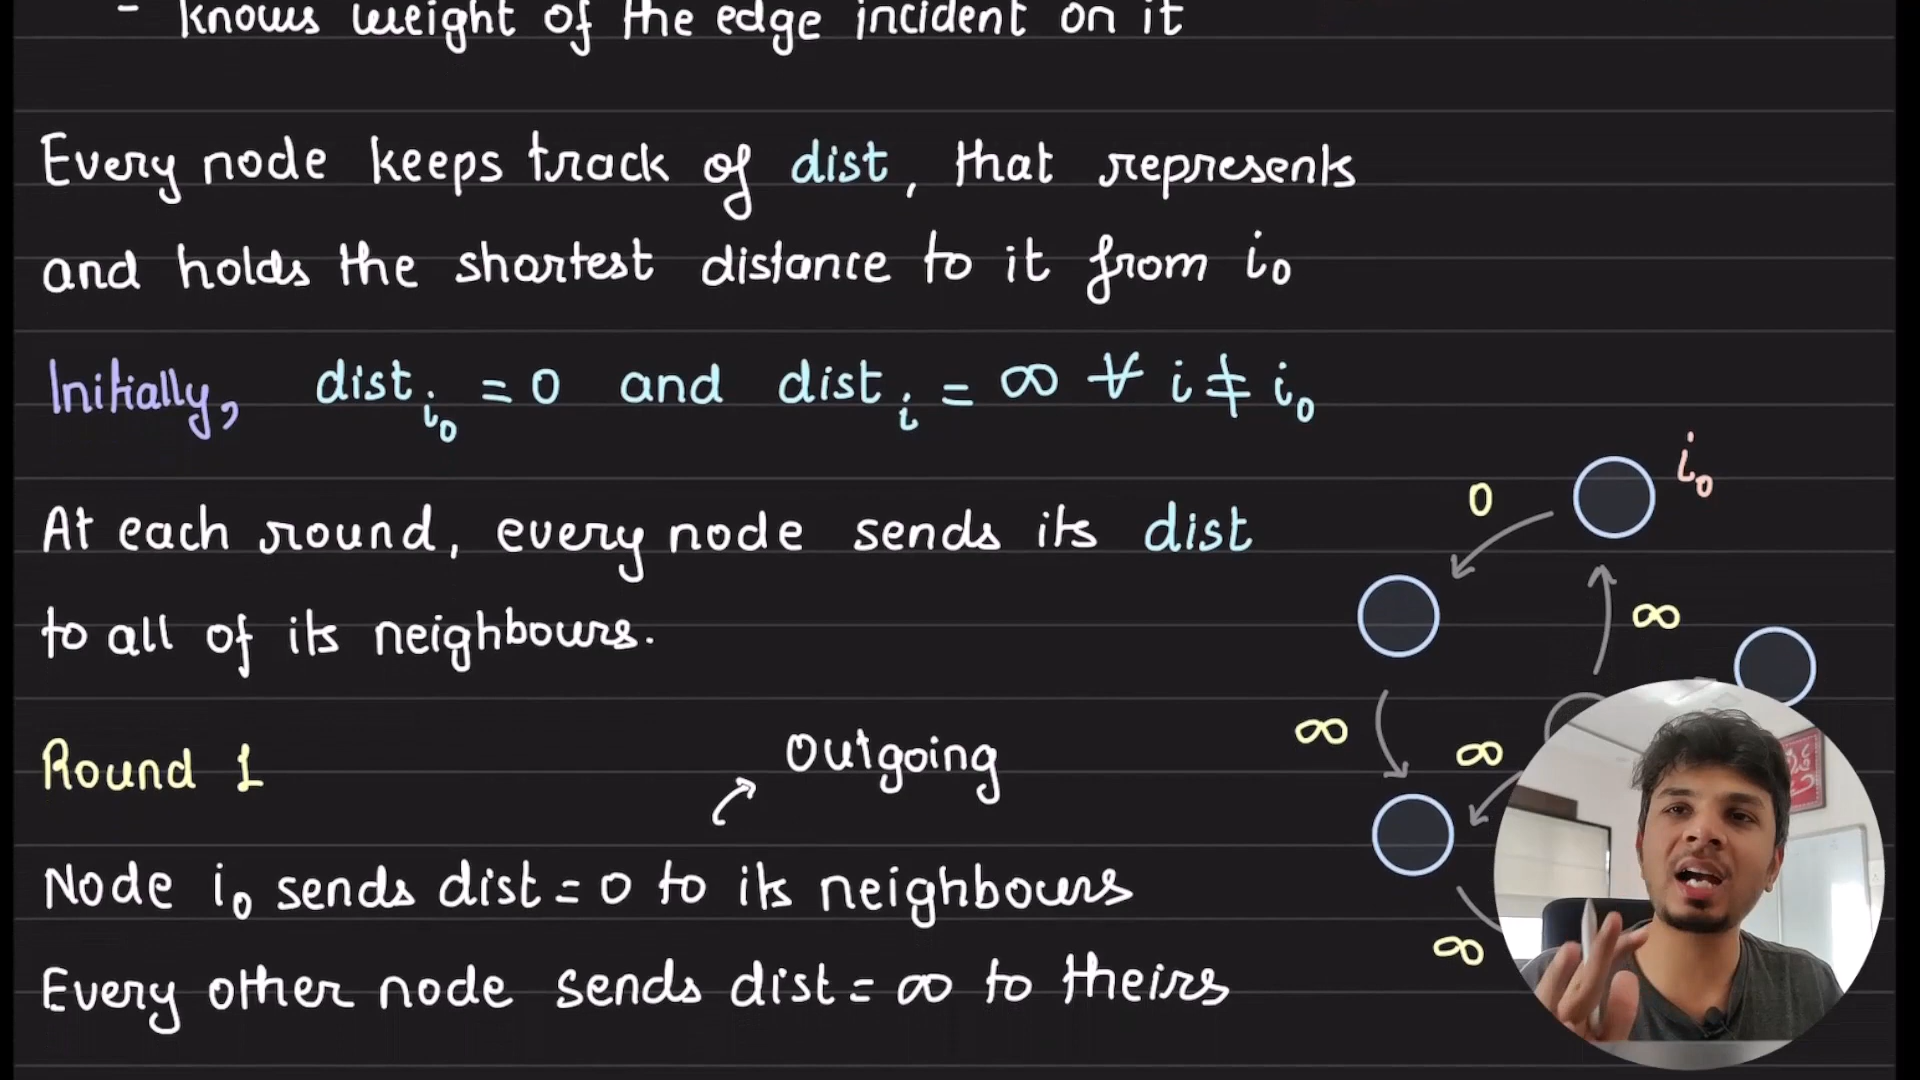 - knows weight of the edge incident on it
Every node keeps track of dist, that represents
and holds the shortest distance to it from i₀
Initially, dist_i₀ = 0 and dist_i = ∞ ∀ i ≠ i₀
i₀
0
At each round, every node sends its dist
to all of its neighbours.
∞
∞
∞
Outgoing
Round 1
Node i₀ sends dist = 0 to its neighbours
∞
Every other node sends dist = ∞ to theirs